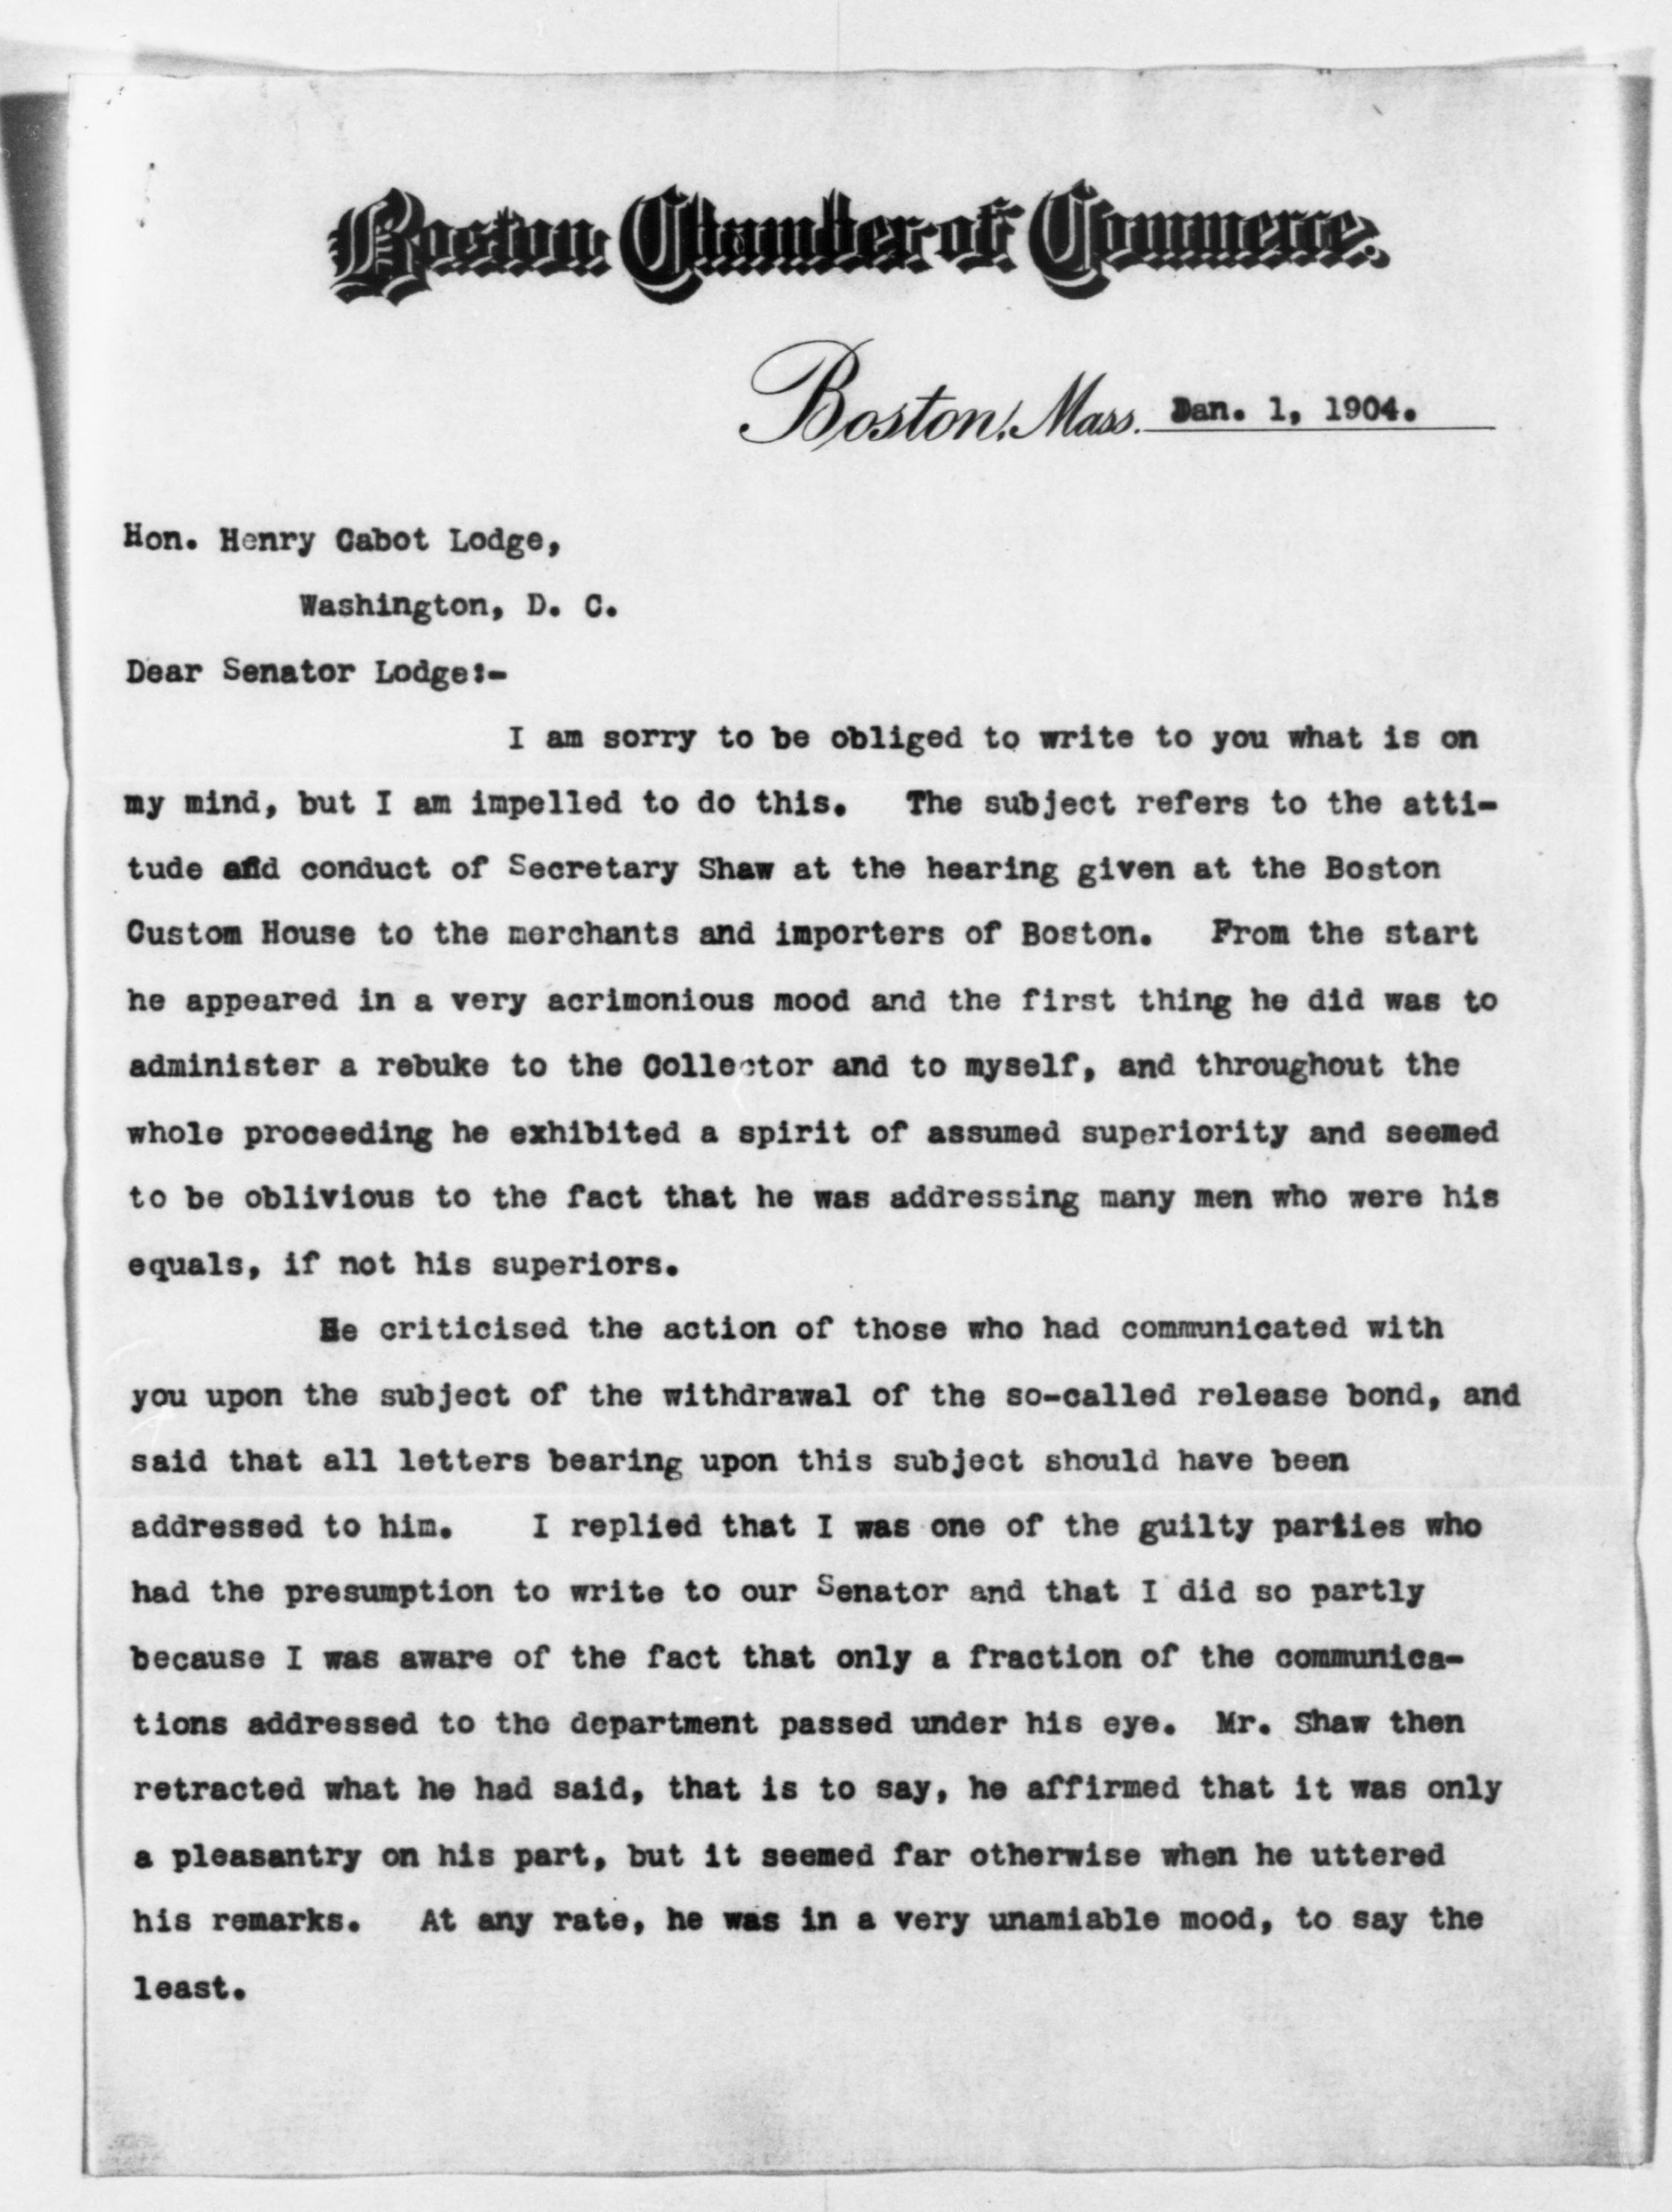 Boston Chamber of Commerce.
Boston, Mass. Jan. 1, 1904.
Hon. Henry Cabot Lodge,
Washington, D. C.
Dear Senator Lodge:-
I am sorry to be obliged to write to you what is on
my mind, but I am impelled to do this. The subject refers to the atti-
tude and conduct of Secretary Shaw at the hearing given at the Boston
Custom House to the merchants and importers of Boston. From the start
he appeared in a very acrimonious mood and the first thing he did was to
administer a rebuke to the Collector and to myself, and throughout the
whole proceeding he exhibited a spirit of assumed superiority and seemed
to be oblivious to the fact that he was addressing many men who were his
equals, if not his superiors.
He criticised the action of those who had communicated with
you upon the subject of the withdrawal of the so-called release bond, and
said that all letters bearing upon this subject should have been
addressed to him. I replied that I was one of the guilty parties who
had the presumption to write to our Senator and that I did so partly
because I was aware of the fact that only a fraction of the communica-
tions addressed to the department passed under his eye. Mr. Shaw then
retracted what he had said, that is to say, he affirmed that it was only
a pleasantry on his part, but it seemed far otherwise when he uttered
his remarks. At any rate, he was in a very unamiable mood, to say the
least.